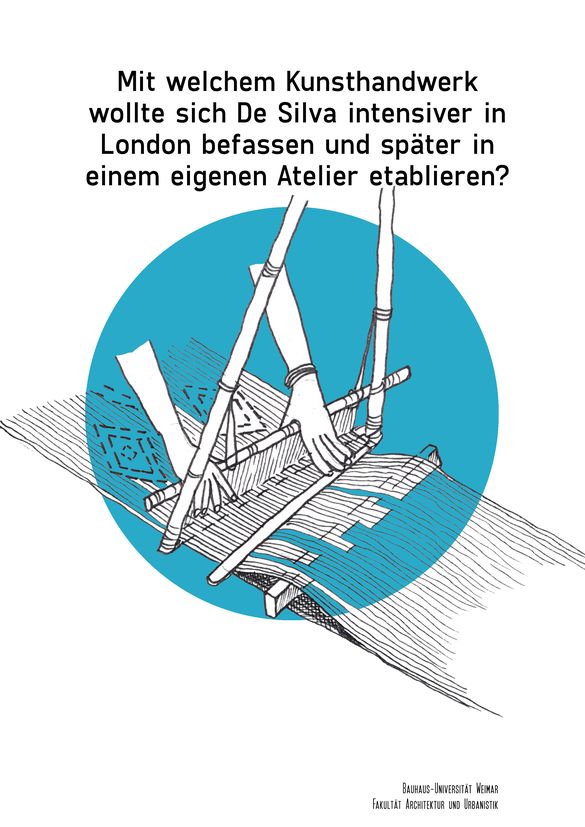 Mit welchem Kunsthandwerk
wollte sich De Silva intensiver in
London befassen und später in
einem eigenen Atelier etablieren?
Bauhaus-Universität Weimar
Fakultät Architektur und Urbanistik